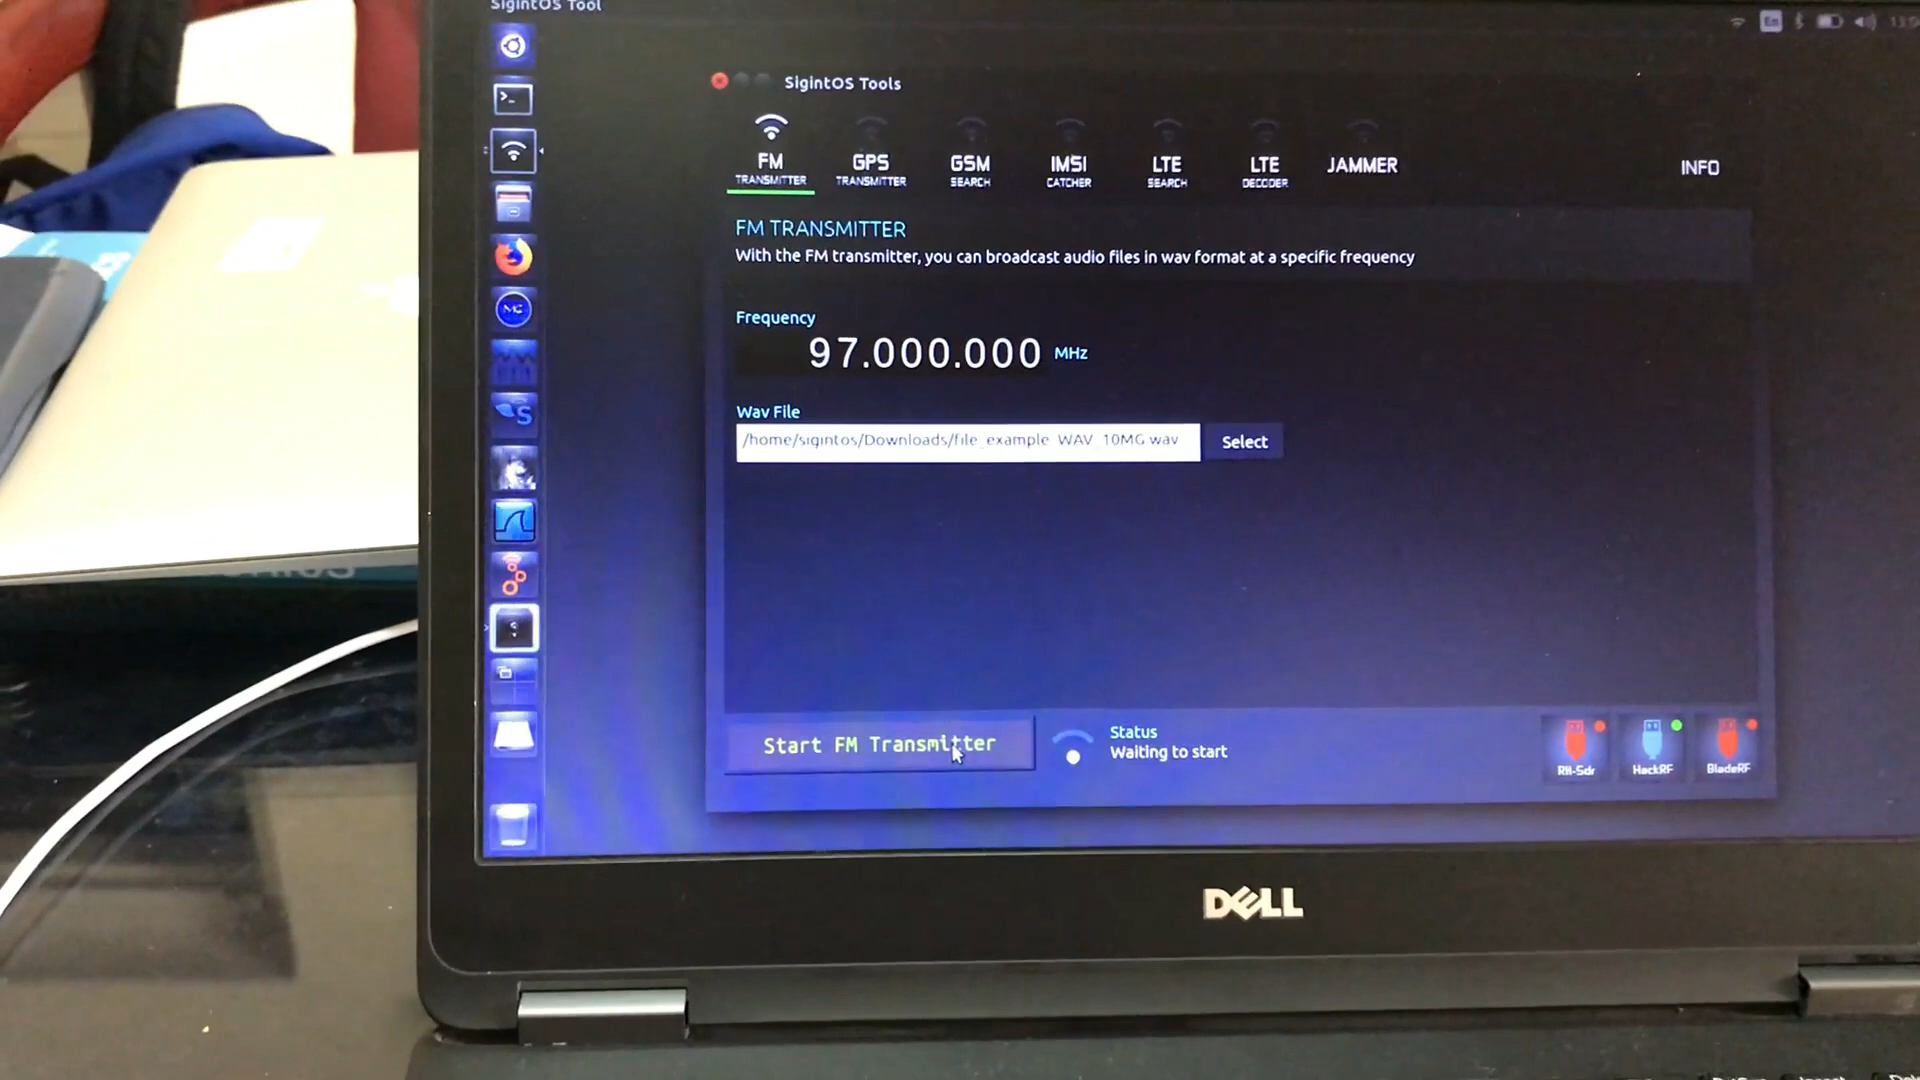 SigintOS Tool
En
SigintOS Tools
FM
TRANSMITTER
GPS
TRANSMITTER
GSM
SEARCH
IMSI
CATCHER
LTE
SEARCH
LTE
DECODER
JAMMER
INFO
FM TRANSMITTER
With the FM transmitter, you can broadcast audio files in wav format at a specific frequency
Frequency
97.000.000 MHz
Wav File
/home/sigintos/Downloads/file_example_WAV_10MG.wav
Select
Start FM Transmitter
Status
Waiting to start
Rtl-Sdr
HackRF
BladeRF
DELL